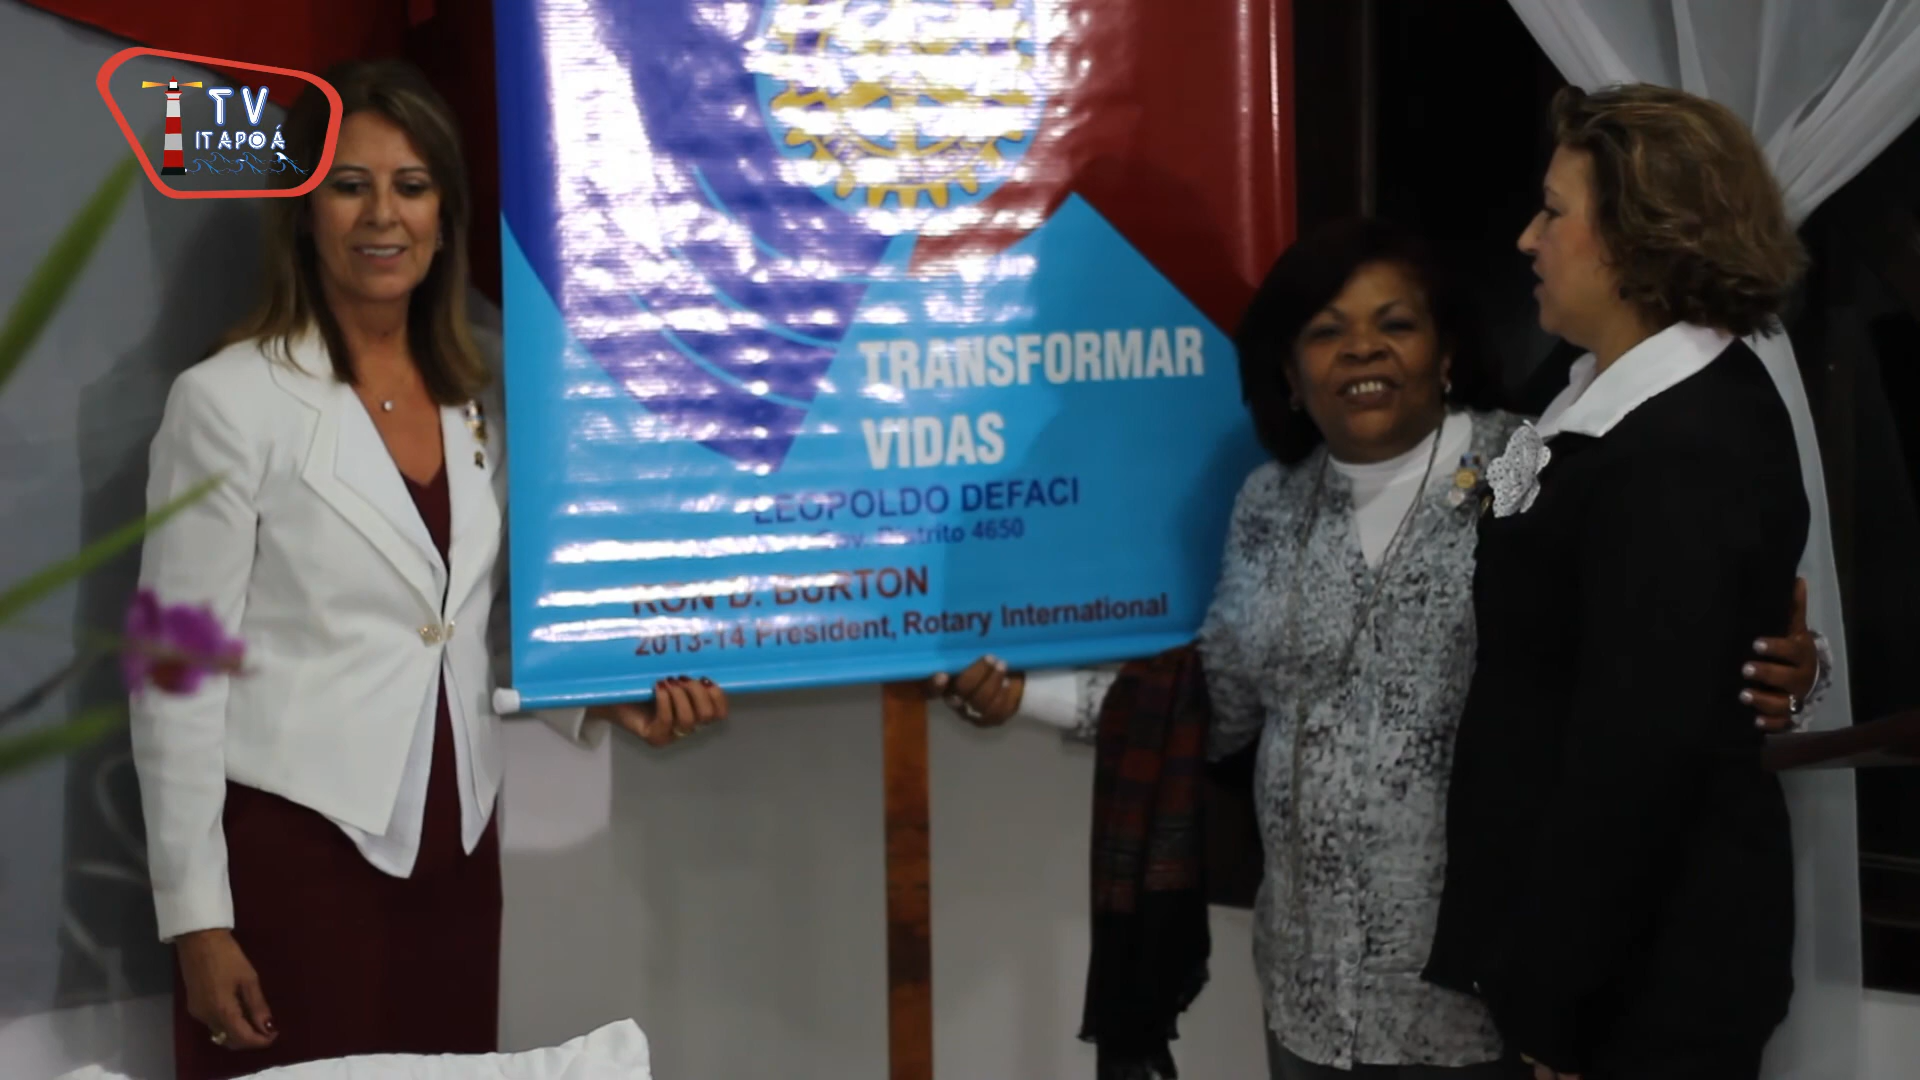 TV
ITAPOÁ
TRANSFORMAR
VIDAS
LEOPOLDO DEFACI
Distrito 4650
RON D. BURTON
2013-14 President, Rotary International